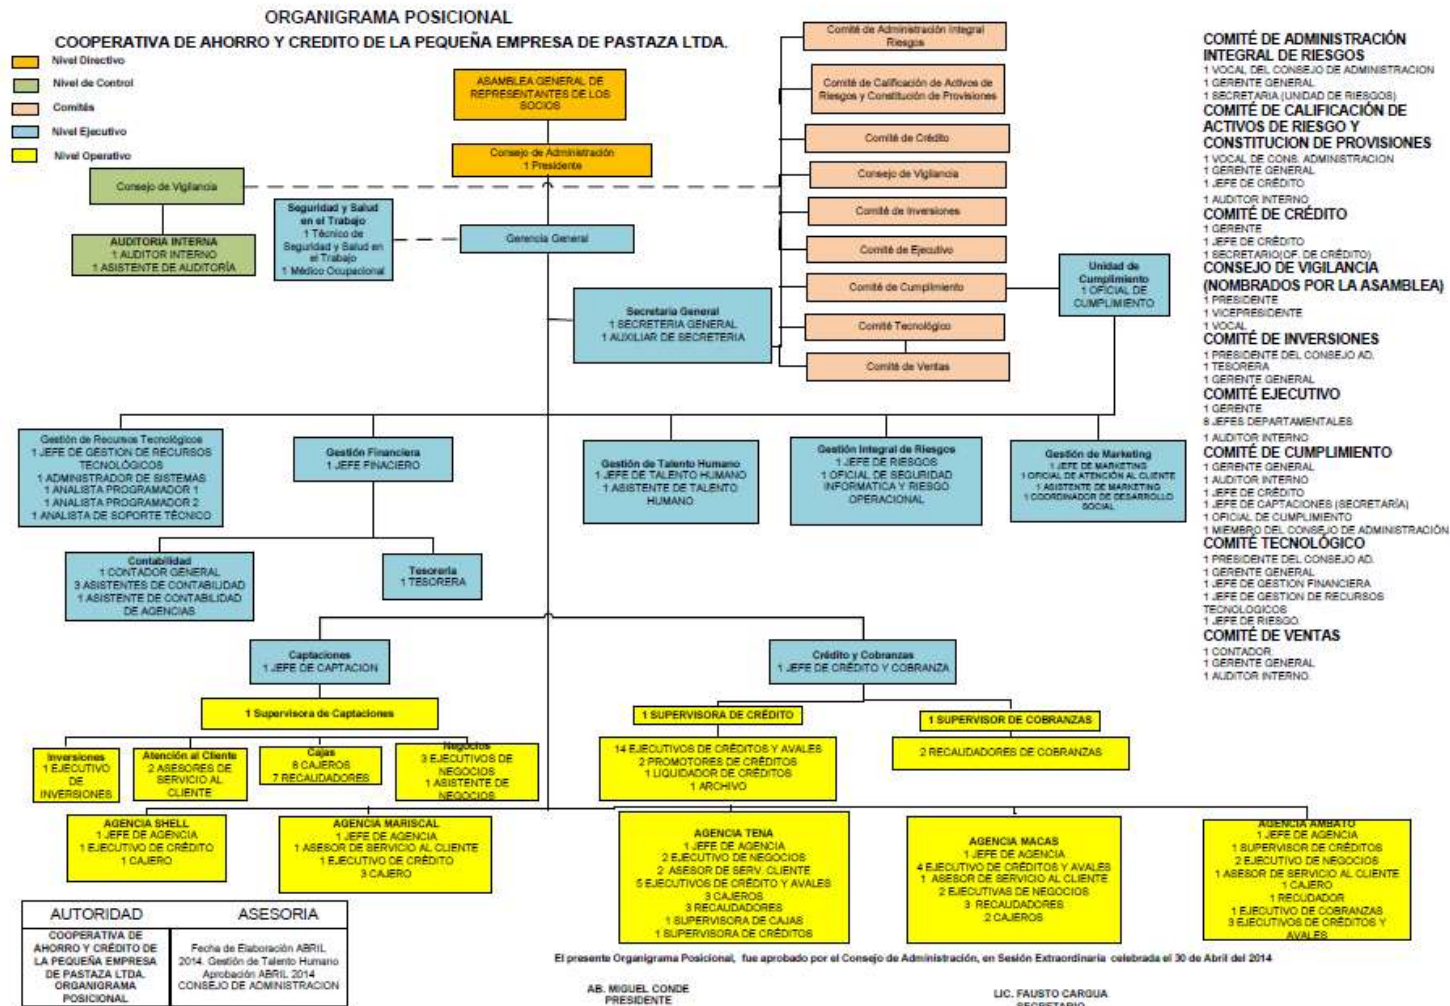 ORGANIGRAMA POSICIONAL
COOPERATIVA DE AHORRO Y CREDITO DE LA PEQUEÑA EMPRESA DE PASTAZA LTDA.
Nivel Directivo
Nivel de Control
Comités
Nivel Ejecutivo
Nivel Operativo
ASAMBLEA GENERAL DE
REPRESENTANTES DE LOS
SOCIOS
Consejo de Administración
1 Presidente
Consejo de Vigilancia
AUDITORIA INTERNA
1 AUDITOR INTERNO
1 ASISTENTE DE AUDITORÍA
Seguridad y Salud
en el Trabajo
1 Técnico de
Seguridad y Salud en
el Trabajo
1 Médico Ocupacional
Gerencia General
Secretaria General
1 SECRETERIA GENERAL
1 AUXILIAR DE SECRETERIA
Comité de Administración Integral
Riesgos
Comité de Calificación de Activos de
Riesgos y Constitución de Provisiones
Comité de Crédito
Consejo de Vigilancia
Comité de Inversiones
Comité de Ejecutivo
Comité de Cumplimiento
Comité Tecnológico
Comité de Ventas
Unidad de
Cumplimiento
1 OFICIAL DE
CUMPLIMIENTO
COMITÉ DE ADMINISTRACIÓN
INTEGRAL DE RIESGOS
1 VOCAL DEL CONSEJO DE ADMINISTRACION
1 GERENTE GENERAL
1 SECRETARIA (UNIDAD DE RIESGOS)
COMITÉ DE CALIFICACIÓN DE
ACTIVOS DE RIESGO Y
CONSTITUCION DE PROVISIONES
1 VOCAL DE CONS. ADMINISTRACION
1 GERENTE GENERAL
1 JEFE DE CRÉDITO
1 AUDITOR INTERNO
COMITÉ DE CRÉDITO
1 GERENTE
1 JEFE DE CRÉDITO
1 SECRETARIO(OF. DE CRÉDITO)
CONSEJO DE VIGILANCIA
(NOMBRADOS POR LA ASAMBLEA)
1 PRESIDENTE
1 VICEPRESIDENTE
1 VOCAL
COMITÉ DE INVERSIONES
1 PRESIDENTE DEL CONSEJO AD.
1 TESORERA
1 GERENTE GENERAL
COMITÉ EJECUTIVO
1 GERENTE
8 JEFES DEPARTAMENTALES
1 AUDITOR INTERNO
COMITÉ DE CUMPLIMIENTO
1 GERENTE GENERAL
1 AUDITOR INTERNO
1 JEFE DE CRÉDITO
1 JEFE DE CAPTACIONES (SECRETARÍA)
1 OFICIAL DE CUMPLIMIENTO
1 MIEMBRO DEL CONSEJO DE ADMINISTRACIÓN
COMITÉ TECNOLÓGICO
1 PRESIDENTE DEL CONSEJO AD.
1 GERENTE GENERAL
1 JEFE DE GESTION FINANCIERA
1 JEFE DE GESTION DE RECURSOS
TECNOLOGICOS
1 JEFE DE RIESGO
COMITÉ DE VENTAS
1 CONTADOR
1 GERENTE GENERAL
1 AUDITOR INTERNO.
Gestión de Recursos Tecnológicos
1 JEFE DE GESTION DE RECURSOS
TECNOLÓGICOS
1 ADMINISTRADOR DE SISTEMAS
1 ANALISTA PROGRAMADOR 1
1 ANALISTA PROGRAMADOR 2
1 ANALISTA DE SOPORTE TÉCNICO
Gestión Financiera
1 JEFE FINACIERO
Gestión de Talento Humano
1 JEFE DE TALENTO HUMANO
1 ASISTENTE DE TALENTO
HUMANO
Gestión Integral de Riesgos
1 JEFE DE RIESGOS
1 OFICIAL DE SEGURIDAD
INFORMÁTICA Y RIESGO
OPERACIONAL
Gestión de Marketing
1 JEFE DE MARKETING
1 OFICIAL DE ATENCIÓN AL CLIENTE
1 ASISTENTE DE MARKETING
1 COORDINADOR DE DESARROLLO
SOCIAL
Contabilidad
1 CONTADOR GENERAL
3 ASISTENTES DE CONTABILIDAD
1 ASISTENTE DE CONTABILIDAD
DE AGENCIAS
Tesorería
1 TESORERA
Captaciones
1 JEFE DE CAPTACION
Crédito y Cobranzas
1 JEFE DE CRÉDITO Y COBRANZA
1 Supervisora de Captaciones
1 SUPERVISORA DE CRÉDITO
1 SUPERVISOR DE COBRANZAS
Inversiones
1 EJECUTIVO
DE
INVERSIONES
Atención al Cliente
2 ASESORES DE
SERVICIO AL
CLIENTE
Cajas
8 CAJEROS
7 RECAUDADORES
Negocios
3 EJECUTIVOS DE
NEGOCIOS
1 ASISTENTE DE
NEGOCIOS
14 EJECUTIVOS DE CRÉDITOS Y AVALES
2 PROMOTORES DE CRÉDITOS
1 LIQUIDADOR DE CRÉDITOS
1 ARCHIVO
2 RECAUDADORES DE COBRANZAS
AGENCIA SHELL
1 JEFE DE AGENCIA
1 EJECUTIVO DE CRÉDITO
1 CAJERO
AGENCIA MARISCAL
1 JEFE DE AGENCIA
1 ASESOR DE SERVICIO AL CLIENTE
1 EJECUTIVO DE CRÉDITO
3 CAJERO
AGENCIA TENA
1 JEFE DE AGENCIA
2 EJECUTIVO DE NEGOCIOS
2 ASESOR DE SERV. CLIENTE
5 EJECUTIVOS DE CRÉDITO Y AVALES
3 CAJEROS
3 RECAUDADORES
1 SUPERVISORA DE CAJAS
1 SUPERVISORA DE CRÉDITOS
AGENCIA MACAS
1 JEFE DE AGENCIA
4 EJECUTIVO DE CRÉDITOS Y AVALES
1 ASESOR DE SERVICIO AL CLIENTE
2 EJECUTIVAS DE NEGOCIOS
3 RECAUDADORES
2 CAJEROS
AGENCIA AMBATO
1 JEFE DE AGENCIA
1 SUPERVISOR DE CRÉDITOS
2 EJECUTIVO DE NEGOCIOS
1 ASESOR DE SERVICIO AL CLIENTE
1 CAJERO
1 RECUDADOR
1 EJECUTIVO DE COBRANZAS
3 EJECUTIVOS DE CRÉDITOS Y
AVALES
AUTORIDAD
COOPERATIVA DE
AHORRO Y CRÉDITO DE
LA PEQUEÑA EMPRESA
DE PASTAZA LTDA.
ORGANIGRAMA
POSICIONAL
ASESORIA
Fecha de Elaboración ABRIL
2014. Gestión de Talento Humano
Aprobación ABRIL 2014
CONSEJO DE ADMINISTRACION
El presente Organigrama Posicional, fue aprobado por el Consejo de Administración, en Sesión Extraordinaria celebrada el 30 de Abril del 2014
AB. MIGUEL CONDE
PRESIDENTE
LIC. FAUSTO CARGUA
SECRETARIO